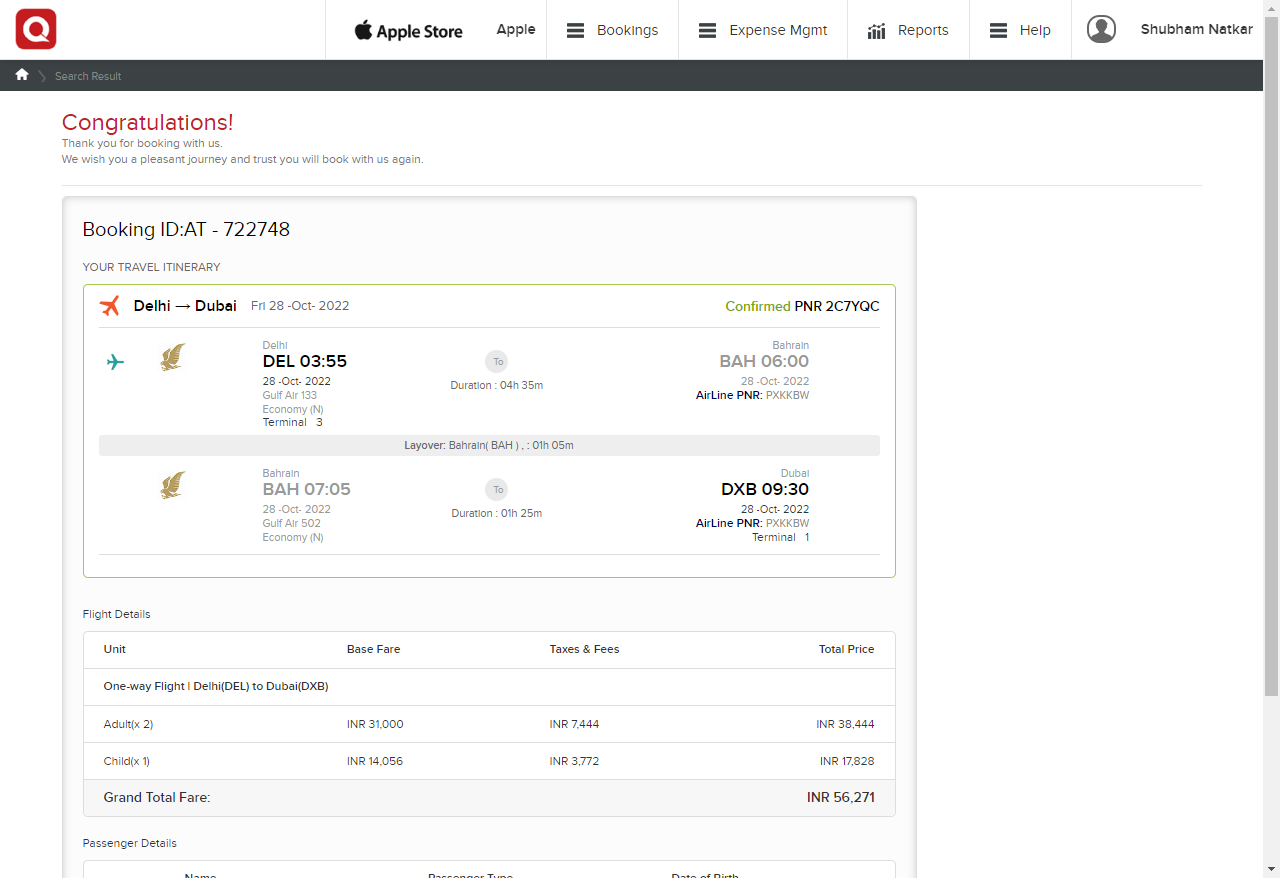 Q
Apple Store
Apple
Bookings
Expense Mgmt
Reports
Help
Shubham Natkar
Search Result
Congratulations!
Thank you for booking with us.
We wish you a pleasant journey and trust you will book with us again.
Booking ID:AT - 722748
YOUR TRAVEL ITINERARY
Delhi → Dubai Fri 28 -Oct- 2022 Confirmed PNR 2C7YQC
Delhi
DEL 03:55
28 -Oct- 2022
Gulf Air 133
Economy (N)
Terminal 3
To
Duration : 04h 35m
Bahrain
BAH 06:00
28 -Oct- 2022
AirLine PNR: PXKKBW
Layover: Bahrain( BAH ) , : 01h 05m
Bahrain
BAH 07:05
28 -Oct- 2022
Gulf Air 502
Economy (N)
To
Duration : 01h 25m
Dubai
DXB 09:30
28 -Oct- 2022
AirLine PNR: PXKKBW
Terminal 1
Flight Details
Unit Base Fare Taxes & Fees Total Price
One-way Flight | Delhi(DEL) to Dubai(DXB)
Adult(x 2) INR 31,000 INR 7,444 INR 38,444
Child(x 1) INR 14,056 INR 3,772 INR 17,828
Grand Total Fare: INR 56,271
Passenger Details
Name Passenger Type Date of Birth